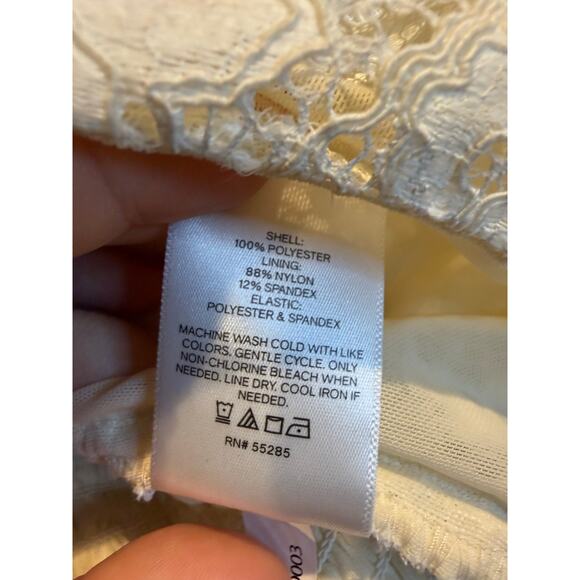 SHELL:
100% POLYESTER
LINING:
88% NYLON
12% SPANDEX
ELASTIC:
POLYESTER & SPANDEX
MACHINE WASH COLD WITH LIKE
COLORS. GENTLE CYCLE. ONLY
NON-CHLORINE BLEACH WHEN
NEEDED. LINE DRY. COOL IRON IF
NEEDED.
RN# 55285